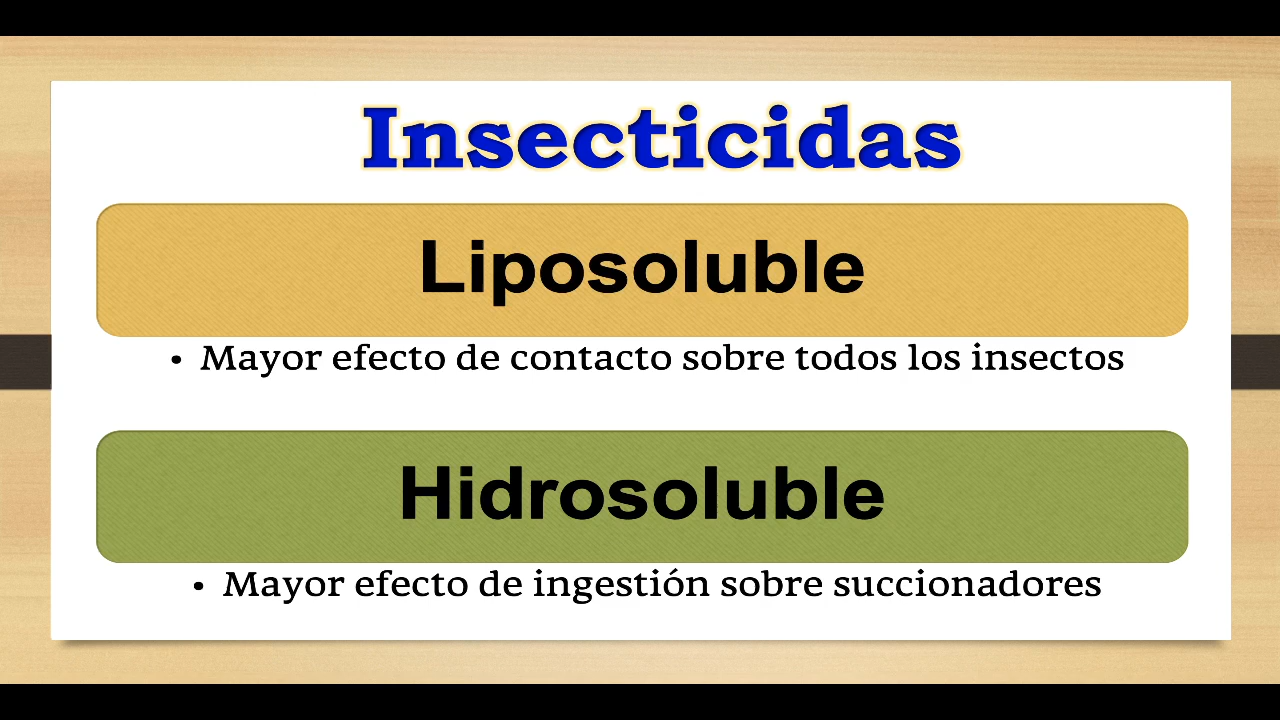 Insecticidas
Liposoluble
• Mayor efecto de contacto sobre todos los insectos
Hidrosoluble
• Mayor efecto de ingestión sobre succionadores